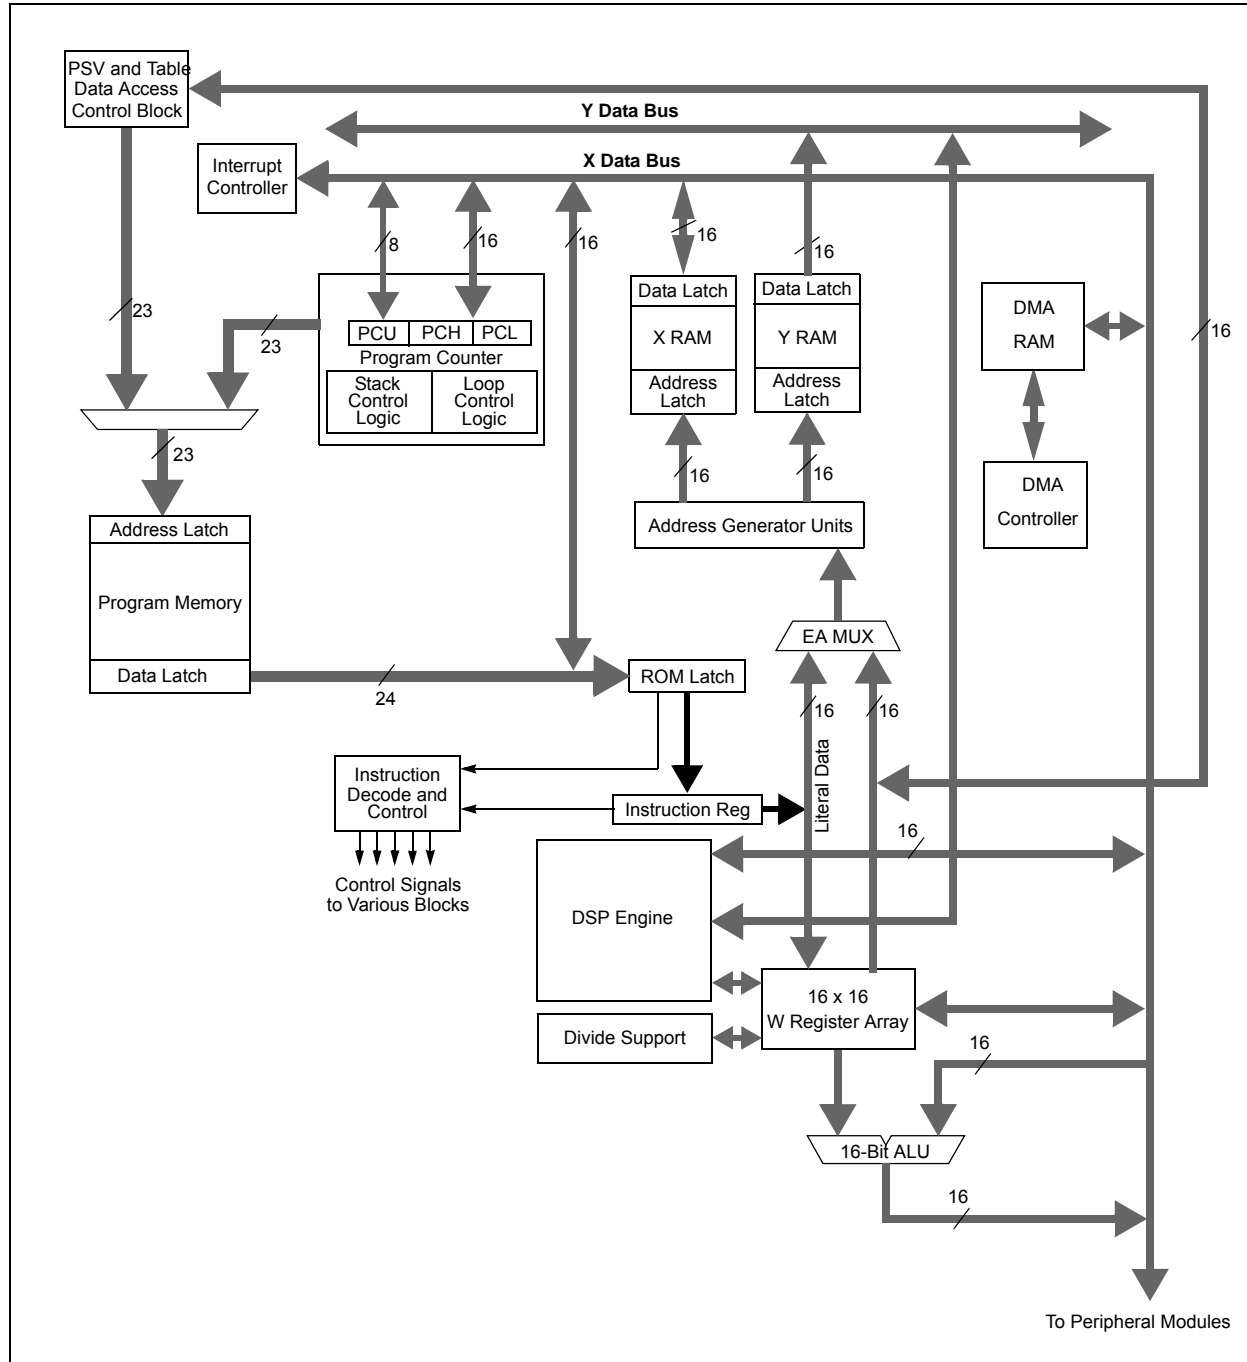 PSV and Table
Data Access
Control Block
Y Data Bus
Interrupt
Controller
X Data Bus
8
16
16
16
16
23
23
16
PCU
PCH
PCL
Program Counter
Stack
Control
Logic
Loop
Control
Logic
Data Latch
X RAM
Address
Latch
Data Latch
Y RAM
Address
Latch
DMA
RAM
23
16
16
DMA
Controller
Address Generator Units
Address Latch
Program Memory
Data Latch
24
ROM Latch
EA MUX
16
16
Literal Data
Instruction
Decode and
Control
Instruction Reg
Control Signals
to Various Blocks
16
DSP Engine
16 x 16
W Register Array
Divide Support
16
16-Bit ALU
16
To Peripheral Modules